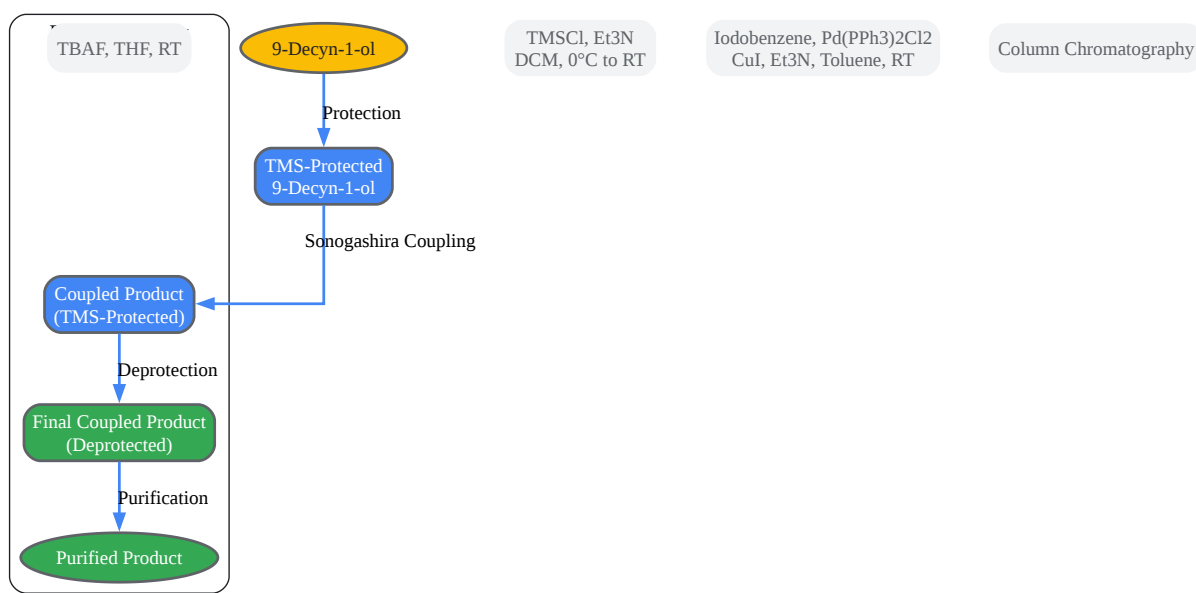 TBAF, THF, RT
9-Decyn-1-ol
TMSCl, Et3N
DCM, 0°C to RT
Iodobenzene, Pd(PPh3)2Cl2
CuI, Et3N, Toluene, RT
Column Chromatography
Protection
TMS-Protected
9-Decyn-1-ol
Sonogashira Coupling
Coupled Product
(TMS-Protected)
Deprotection
Final Coupled Product
(Deprotected)
Purification
Purified Product